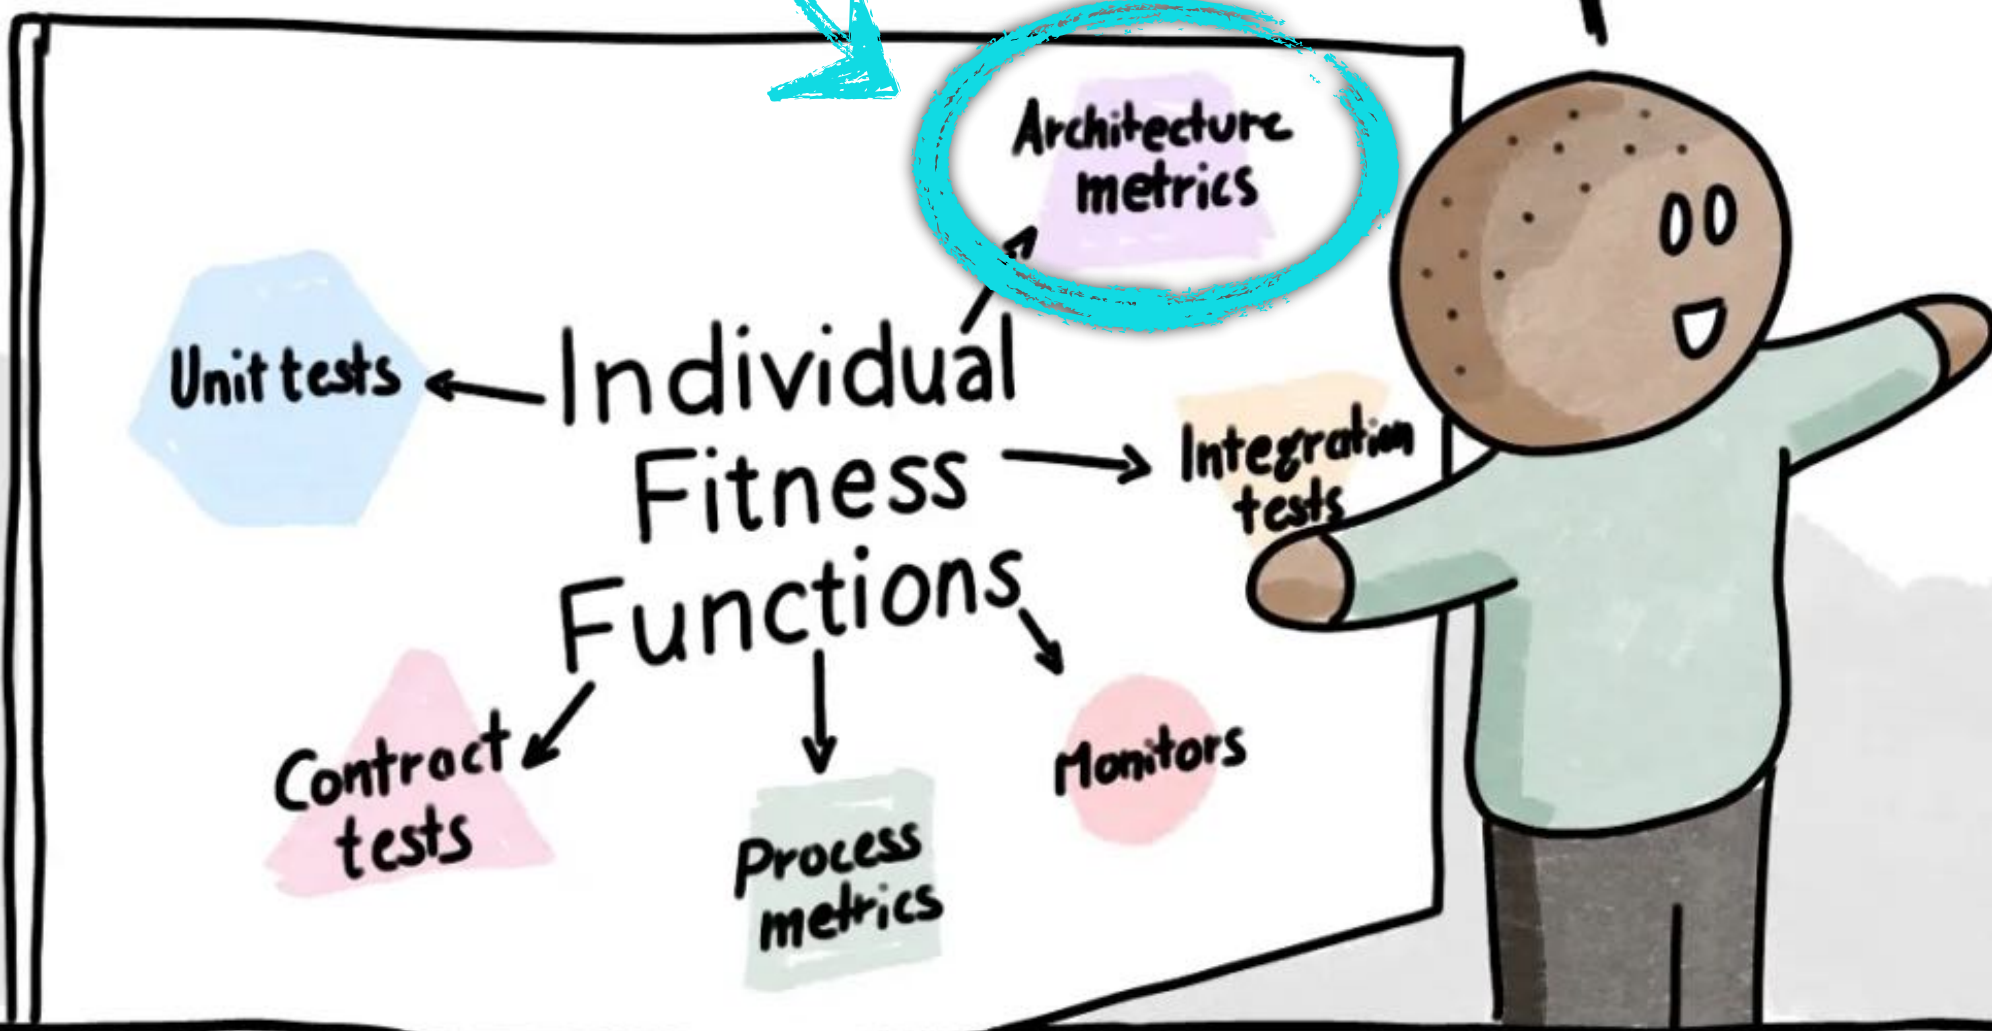 Architecture
metrics
Unit tests
Individual
Fitness
Functions
Integration
tests
Contract
tests
Process
metrics
Monitors